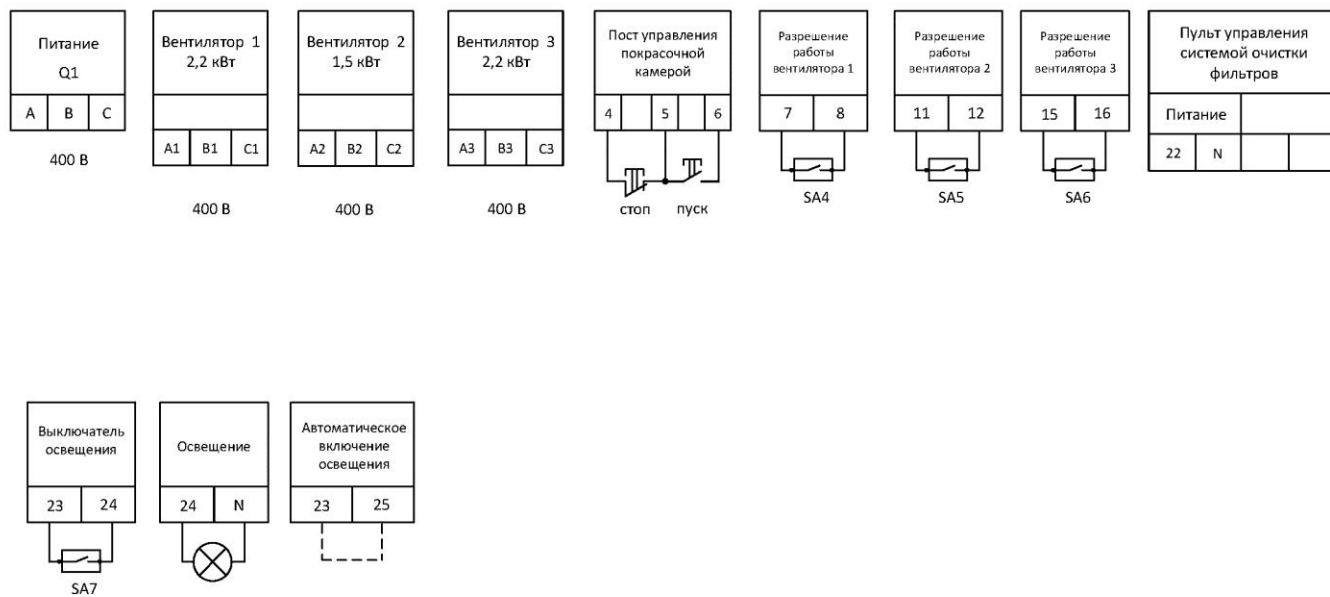 Питание
Q1
A B C
400 В
Вентилятор 1
2,2 кВт
A1 B1 C1
400 В
Вентилятор 2
1,5 кВт
A2 B2 C2
400 В
Вентилятор 3
2,2 кВт
A3 B3 C3
400 В
Пост управления
покрасочной
камерой
4 5 6
стоп пуск
Разрешение
работы
вентилятора 1
7 8
SA4
Разрешение
работы
вентилятора 2
11 12
SA5
Разрешение
работы
вентилятора 3
15 16
SA6
Пульт управления
системой очистки
фильтров
Питание
22 N
Выключатель
освещения
23 24
SA7
Освещение
24 N
Автоматическое
включение
освещения
23 25